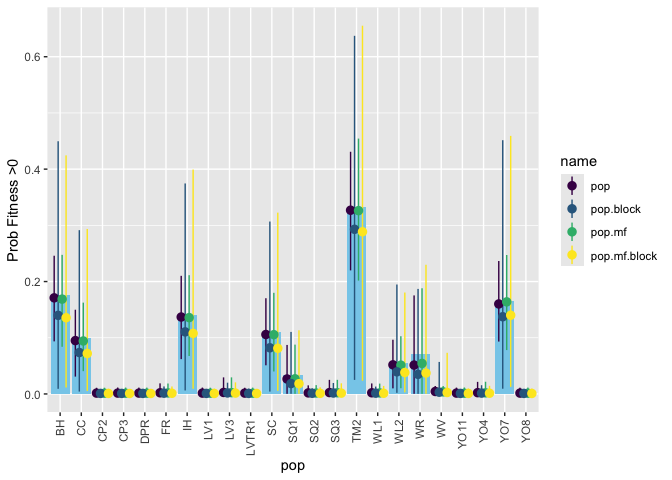 Prob Fitness >0
0.6
0.4
0.2
0.0
BH CC CP2 CP3 DPR FR IH LV1 LV3 LVTR1 SC SQ1 SQ2 SQ3 TM2 WL1 WL2 WR WV YO11 YO4 YO7 YO8
pop
name
pop
pop.block
pop.mf
pop.mf.block